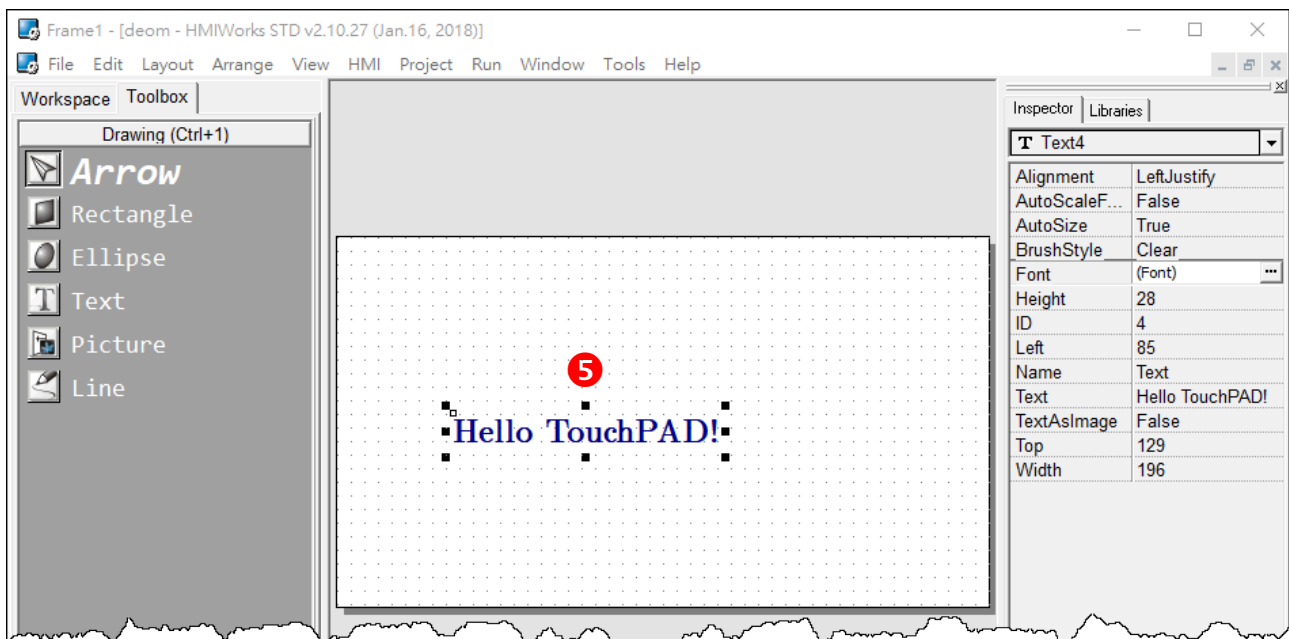 Frame1 - [deom - HMIWorks STD v2.10.27 (Jan.16, 2018)]
File Edit Layout Arrange View HMI Project Run Window Tools Help
Workspace Toolbox
Drawing (Ctrl+1)
Arrow
Rectangle
Ellipse
Text
Picture
Line
5
Hello TouchPAD!
Inspector Libraries
T Text4
Alignment LeftJustify
AutoScaleF... False
AutoSize True
BrushStyle Clear
Font (Font) ...
Height 28
ID 4
Left 85
Name Text
Text Hello TouchPAD!
TextAsImage False
Top 129
Width 196